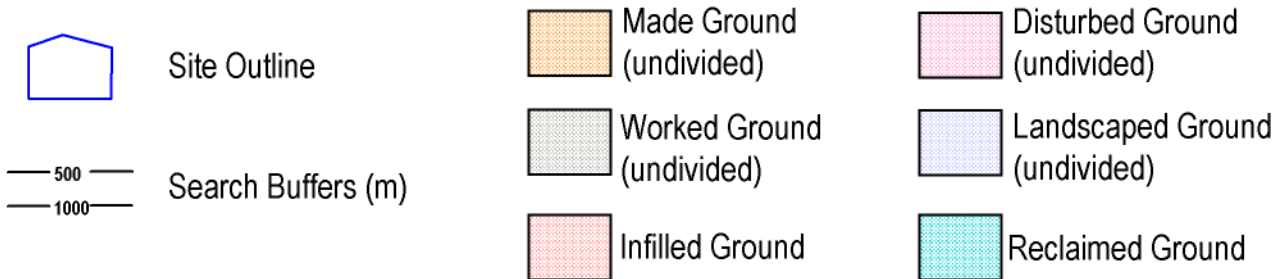 Site Outline
500
1000
Search Buffers (m)
Made Ground
(undivided)
Worked Ground
(undivided)
Infilled Ground
Disturbed Ground
(undivided)
Landscaped Ground
(undivided)
Reclaimed Ground